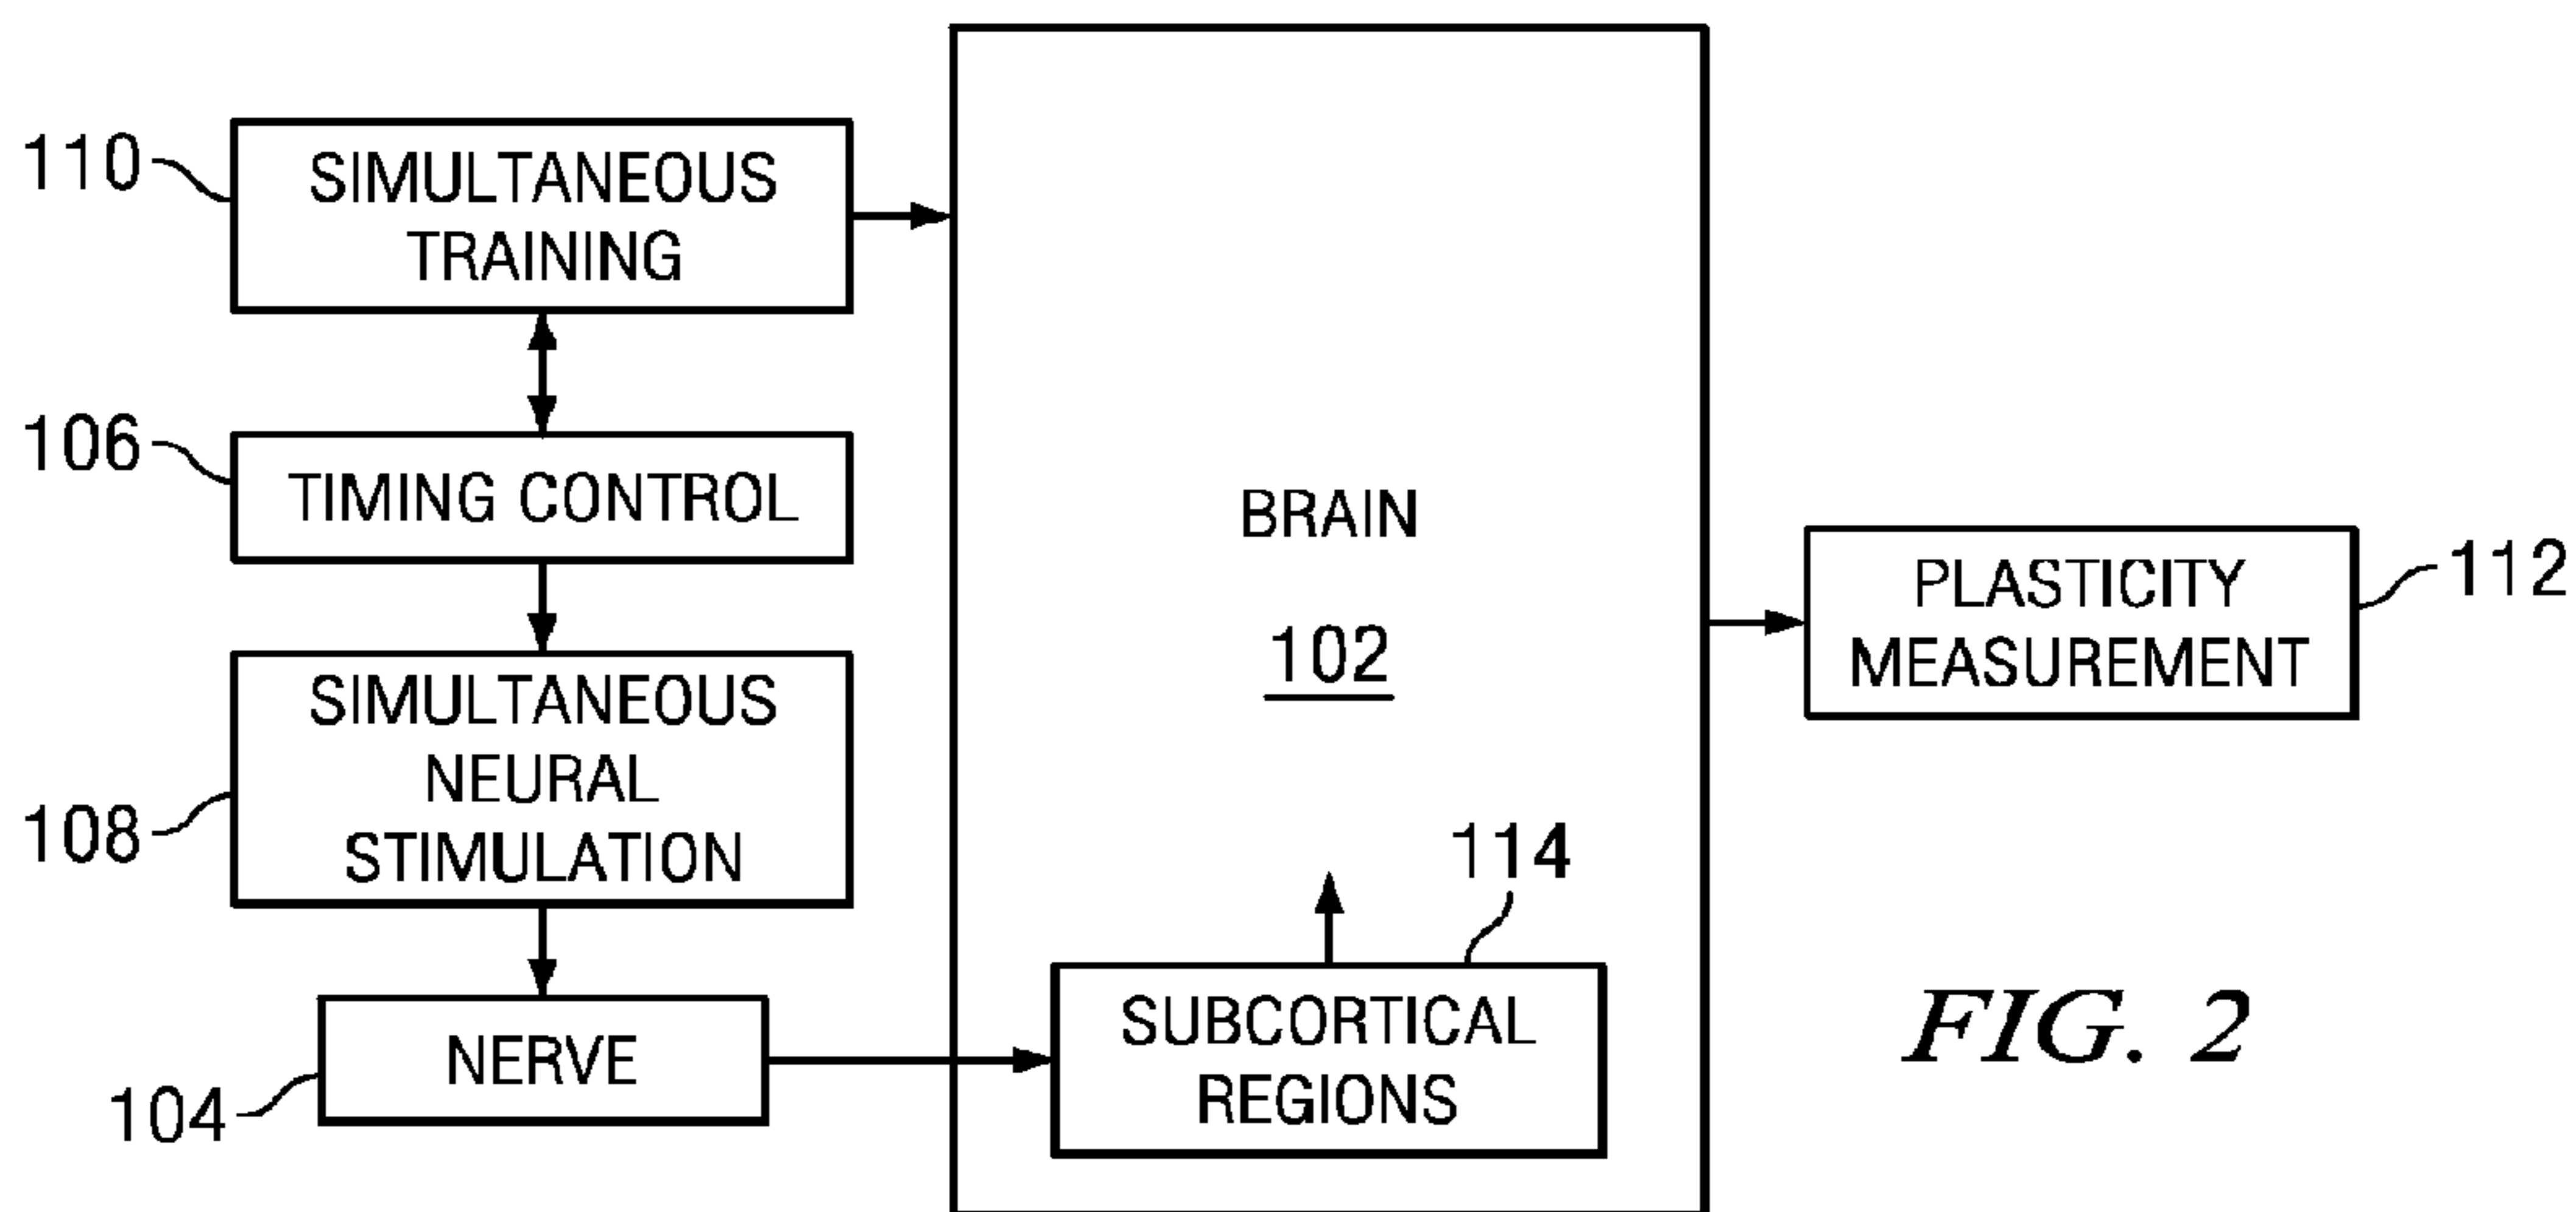 110
SIMULTANEOUS
TRAINING
106
TIMING CONTROL
108
SIMULTANEOUS
NEURAL
STIMULATION
104
NERVE
BRAIN
102
114
SUBCORTICAL
REGIONS
PLASTICITY
MEASUREMENT
112
FIG. 2